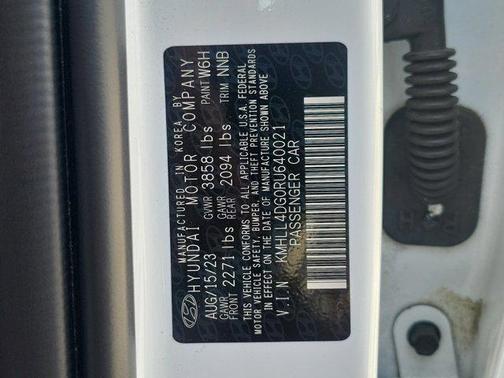 MANUFACTURED IN KOREA BY
HYUNDAI MOTOR COMPANY
AUG/15/23 GVWR 3858 lbs PAINT W6H
GAWR FRONT 2271 lbs GAWR REAR 2094 lbs TRIM NNB
THIS VEHICLE CONFORMS TO ALL APPLICABLE U.S.A. FEDERAL
MOTOR VEHICLE SAFETY, BUMPER, AND THEFT PREVENTION STANDARDS
IN EFFECT ON THE DATE OF MANUFACTURE SHOWN ABOVE
V.I.N KMHLL4DG0RU640021
PASSENGER CAR